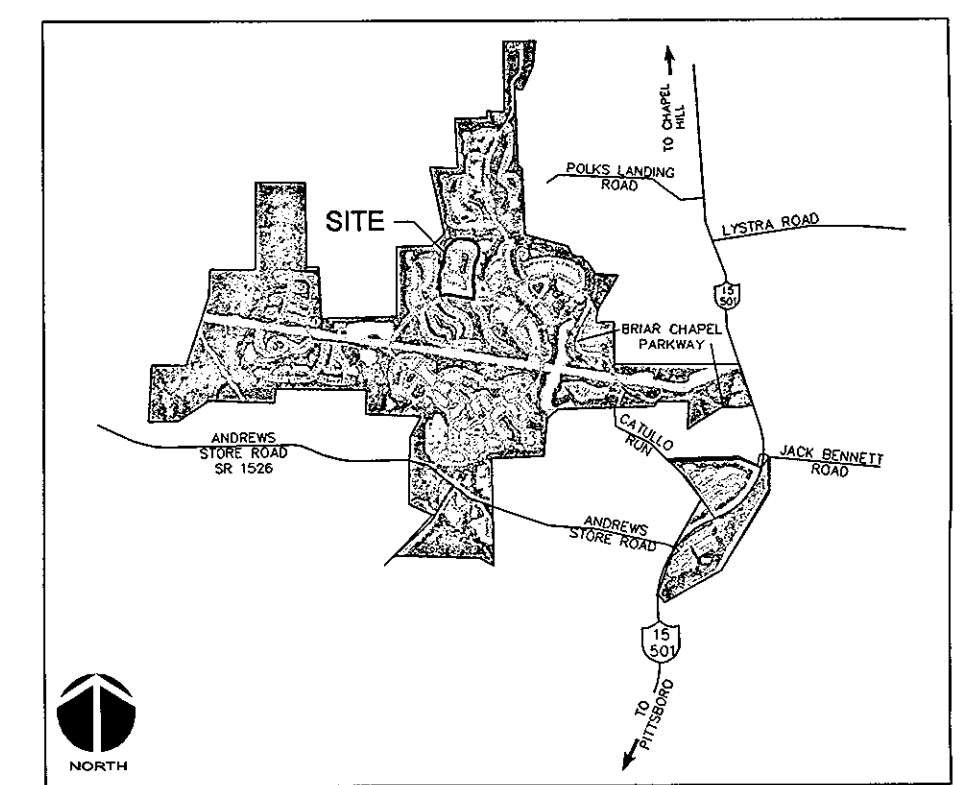 TO CHAPEL
HILL
POLKS LANDING
ROAD
LYSTRA ROAD
SITE
15
501
BRIAR CHAPEL
PARKWAY
CATULLO
RUN
ANDREWS
STORE ROAD
SR 1526
JACK BENNETT
ROAD
ANDREWS
STORE ROAD
15
501
TO
PITTSBORO
NORTH